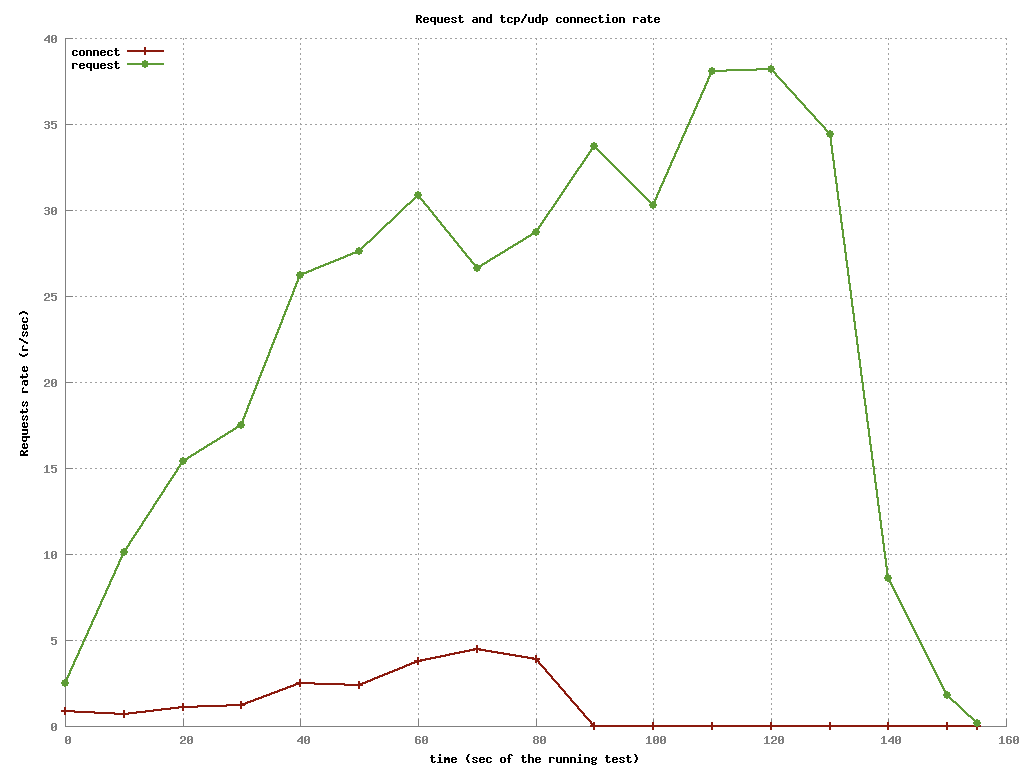 Request and tcp/udp connection rate
connect
request
40
35
30
25
20
15
10
5
0
Requests rate (r/sec)
0 20 40 60 80 100 120 140 160
time (sec of the running test)